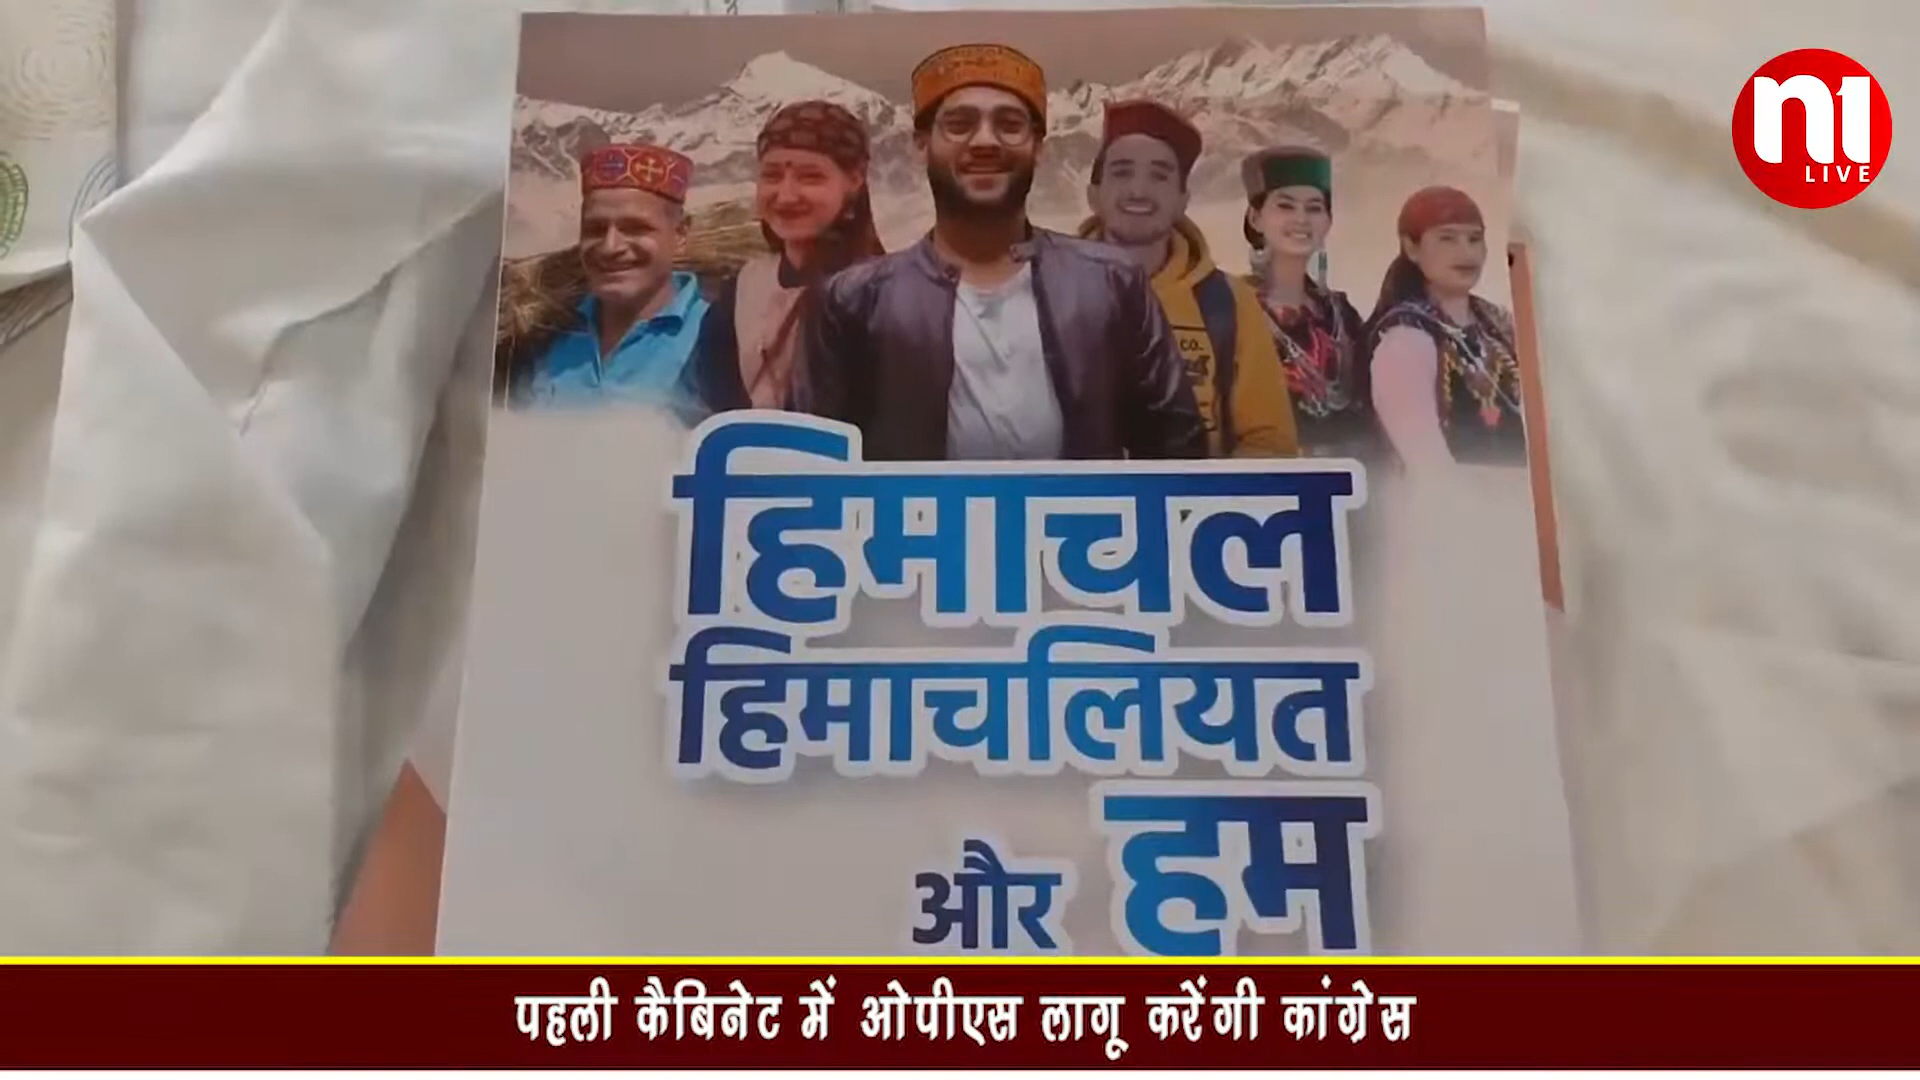 n1
LIVE
CO.
हिमाचल
हिमाचलियत
और हम
पहली कैबिनेट में ओपीएस लागू करेंगी कांग्रेस